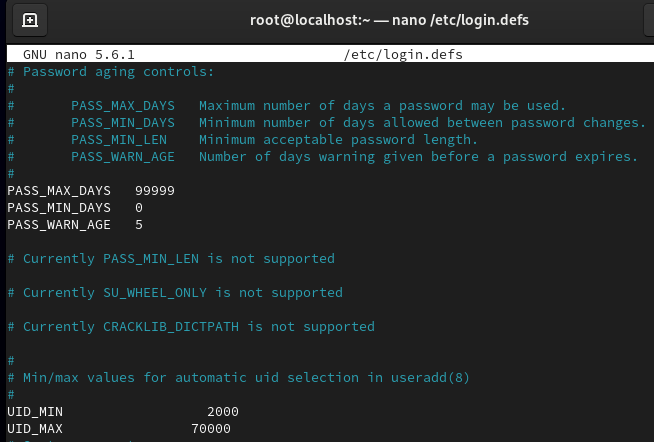 root@localhost:~ — nano /etc/login.defs
GNU nano 5.6.1 /etc/login.defs
# Password aging controls:
#
# PASS_MAX_DAYS Maximum number of days a password may be used.
# PASS_MIN_DAYS Minimum number of days allowed between password changes.
# PASS_MIN_LEN Minimum acceptable password length.
# PASS_WARN_AGE Number of days warning given before a password expires.
#
PASS_MAX_DAYS 99999
PASS_MIN_DAYS 0
PASS_WARN_AGE 5
# Currently PASS_MIN_LEN is not supported
# Currently SU_WHEEL_ONLY is not supported
# Currently CRACKLIB_DICTPATH is not supported
#
# Min/max values for automatic uid selection in useradd(8)
#
UID_MIN 2000
UID_MAX 70000